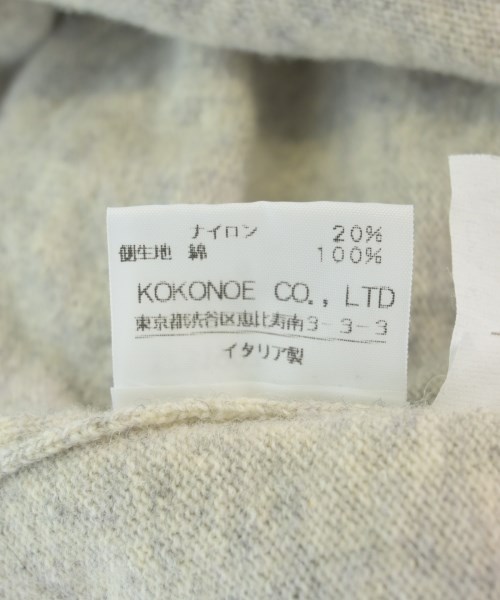 ナイロン 20%
側生地 綿 100%
KOKONOE CO., LTD
東京都渋谷区恵比寿南3-3-3
イタリア製